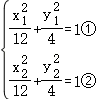 x₁²/12 + y₁²/4 = 1①
x₂²/12 + y₂²/4 = 1②